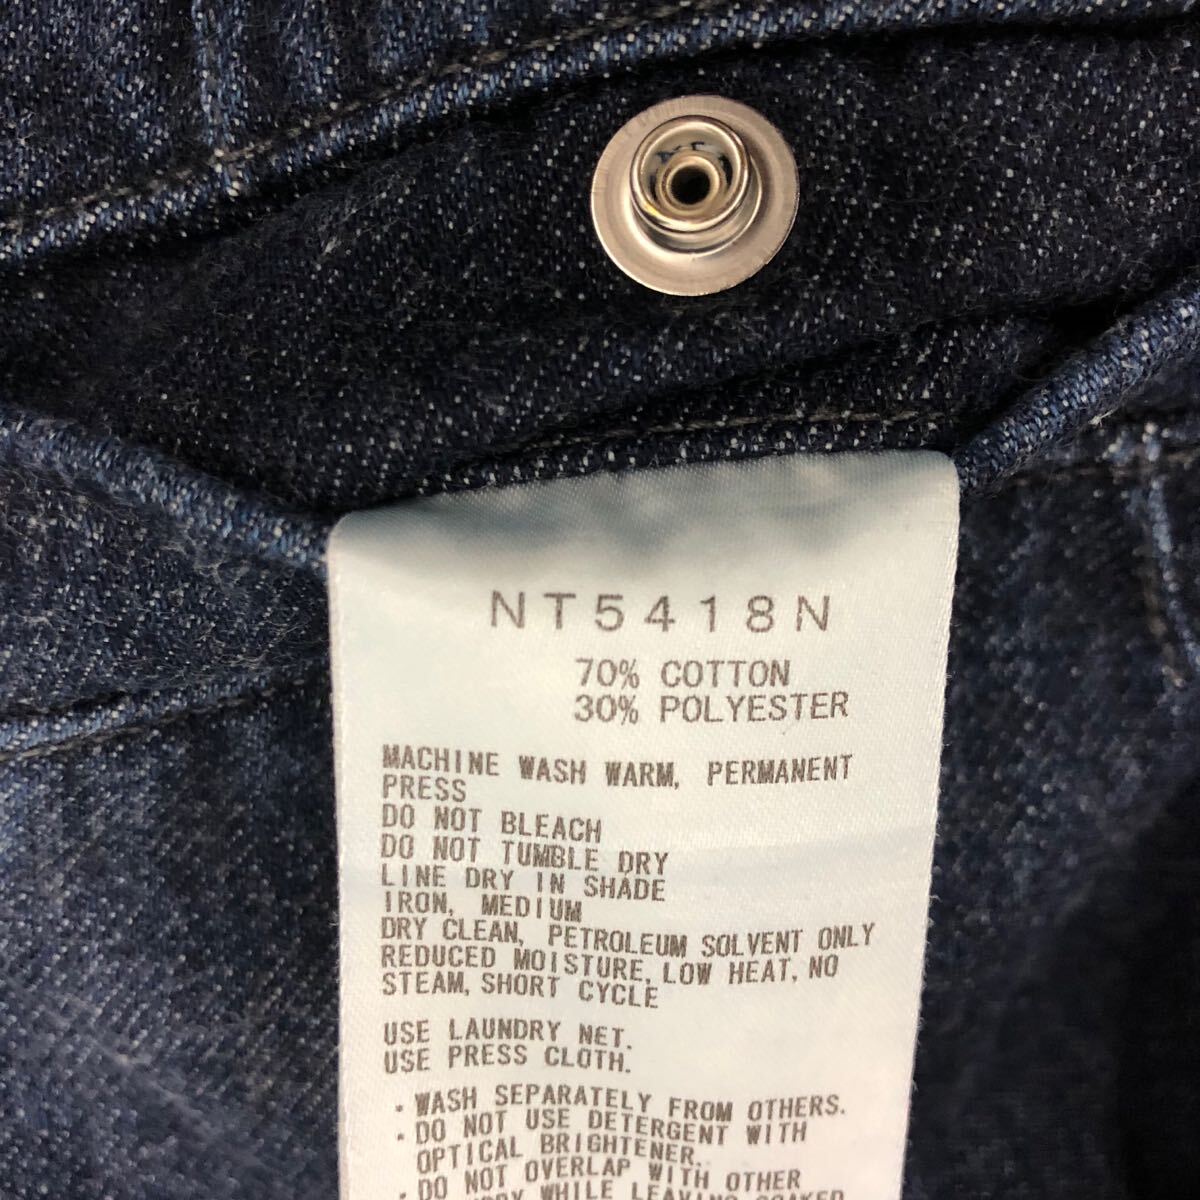 NT5418N
70% COTTON
30% POLYESTER
MACHINE WASH WARM, PERMANENT
PRESS
DO NOT BLEACH
DO NOT TUMBLE DRY
LINE DRY IN SHADE
IRON, MEDIUM
DRY CLEAN, PETROLEUM SOLVENT ONLY
REDUCED MOISTURE, LOW HEAT, NO
STEAM, SHORT CYCLE
USE LAUNDRY NET.
USE PRESS CLOTH.
・WASH SEPARATELY FROM OTHERS.
・DO NOT USE DETERGENT WITH
OPTICAL BRIGHTENER.
・DO NOT OVERLAP WITH OTHER
WHILE LEAVING SOAKED